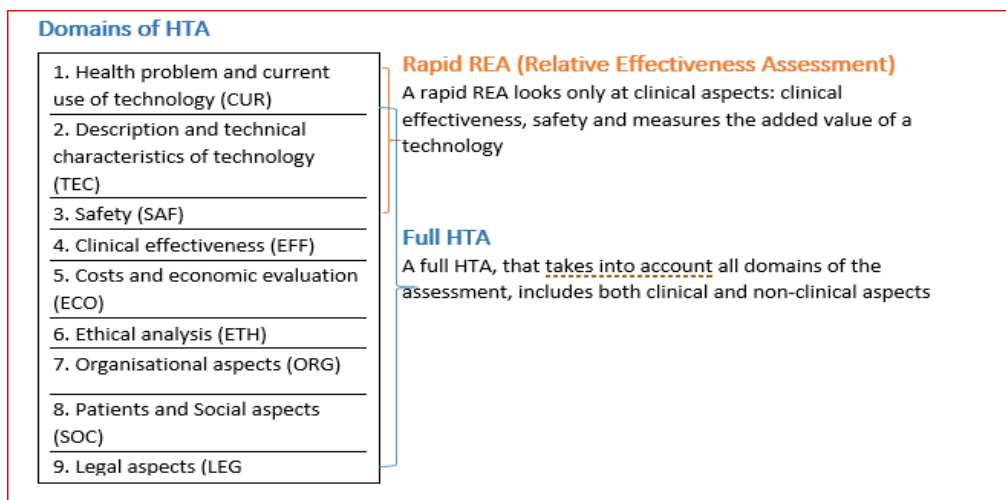 Domains of HTA
1. Health problem and current
use of technology (CUR)
2. Description and technical
characteristics of technology
(TEC)
3. Safety (SAF)
4. Clinical effectiveness (EFF)
5. Costs and economic evaluation
(ECO)
6. Ethical analysis (ETH)
7. Organisational aspects (ORG)
8. Patients and Social aspects
(SOC)
9. Legal aspects (LEG
Rapid REA (Relative Effectiveness Assessment)
A rapid REA looks only at clinical aspects: clinical
effectiveness, safety and measures the added value of a
technology
Full HTA
A full HTA, that takes into account all domains of the
assessment, includes both clinical and non-clinical aspects